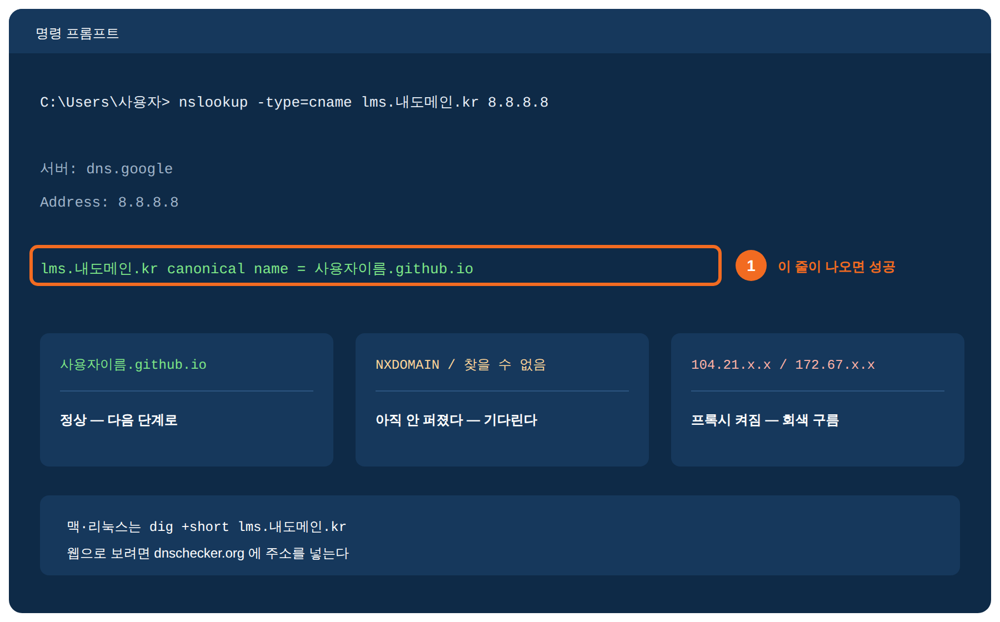 명령 프롬프트
C:\Users\사용자> nslookup -type=cname lms.내도메인.kr 8.8.8.8
서버: dns.google
Address: 8.8.8.8
lms.내도메인.kr canonical name = 사용자이름.github.io
1 이 줄이 나오면 성공
사용자이름.github.io
정상 — 다음 단계로
NXDOMAIN / 찾을 수 없음
아직 안 퍼졌다 — 기다린다
104.21.x.x / 172.67.x.x
프록시 켜짐 — 회색 구름
맥·리눅스는 dig +short lms.내도메인.kr
웹으로 보려면 dnschecker.org 에 주소를 넣는다